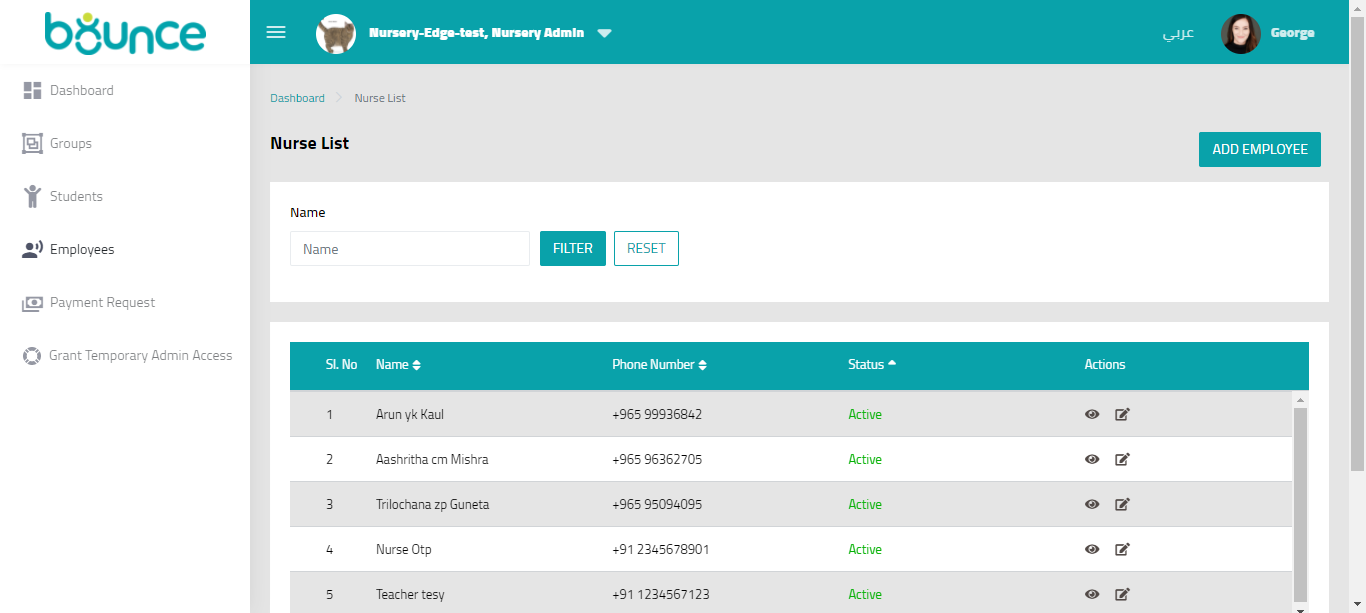 bounce
Nursery-Edge-test, Nursery Admin
عربي
George
Dashboard
Groups
Students
Employees
Payment Request
Grant Temporary Admin Access
Dashboard > Nurse List
Nurse List
ADD EMPLOYEE
Name
Name
FILTER
RESET
Sl. No Name Phone Number Status Actions
1 Arun yk Kaul +965 99936842 Active
2 Aashritha cm Mishra +965 96362705 Active
3 Trilochana zp Guneta +965 95094095 Active
4 Nurse Otp +91 2345678901 Active
5 Teacher tesy +91 1234567123 Active